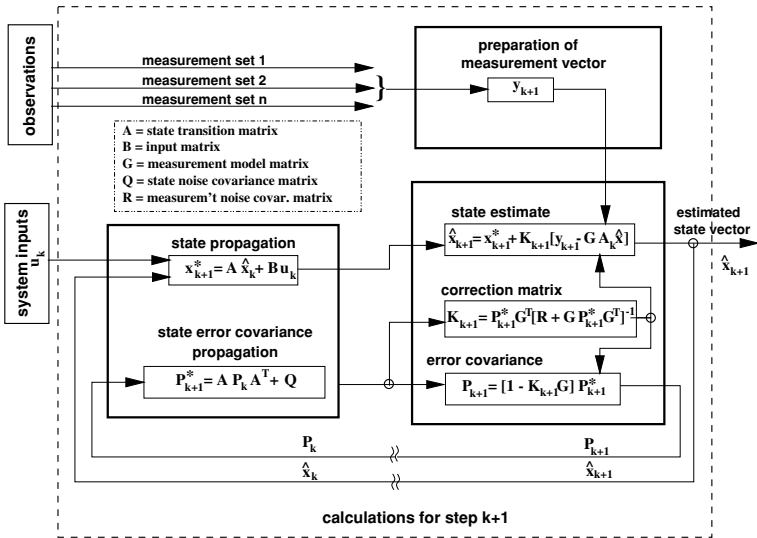 observations
measurement set 1
measurement set 2
measurement set n
}
preparation of
measurement vector
y_{k+1}
A = state transition matrix
B = input matrix
G = measurement model matrix
Q = state noise covariance matrix
R = measurem't noise covar. matrix
system inputs
u_k
state propagation
x^*_{k+1} = A x̂_k + B u_k
state error covariance
propagation
P^*_{k+1} = A P_k A^T + Q
state estimate
x̂_{k+1} = x^*_{k+1} + K_{k+1} [y_{k+1} - G A_k x̂]
correction matrix
K_{k+1} = P^*_{k+1} G^T [R + G P^*_{k+1} G^T]^{-1}
error covariance
P_{k+1} = [1 - K_{k+1} G] P^*_{k+1}
estimated
state vector
x̂_{k+1}
P_k
P_{k+1}
x̂_k
x̂_{k+1}
calculations for step k+1